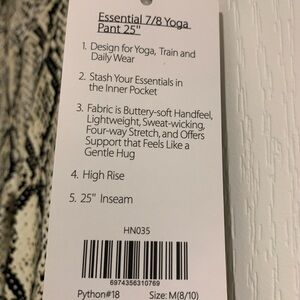 Essential 7/8 Yoga
Pant 25"
1. Design for Yoga, Train and
Daily Wear
2. Stash Your Essentials in
the Inner Pocket
3. Fabric is Buttery-soft Handfeel,
Lightweight, Sweat-wicking,
Four-way Stretch, and Offers
Support that Feels Like a
Gentle Hug
4. High Rise
5. 25" Inseam
HN035
6974356310769
Python#18 Size: M(8/10)